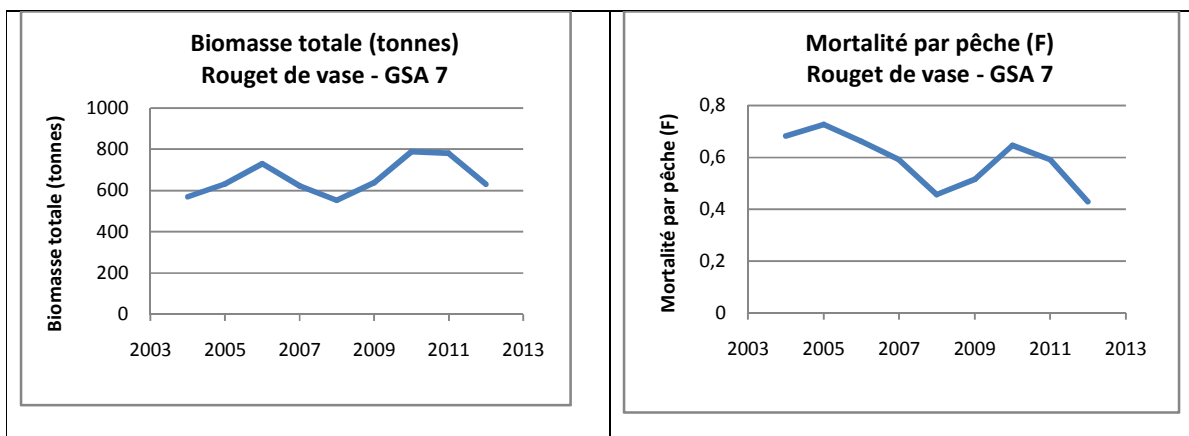 Biomasse totale (tonnes)
Rouget de vase - GSA 7
Biomasse totale (tonnes)
1000
800
600
400
200
0
2003 2005 2007 2009 2011 2013
Mortalité par pêche (F)
Rouget de vase - GSA 7
Mortalité par pêche (F)
0,8
0,6
0,4
0,2
0
2003 2005 2007 2009 2011 2013